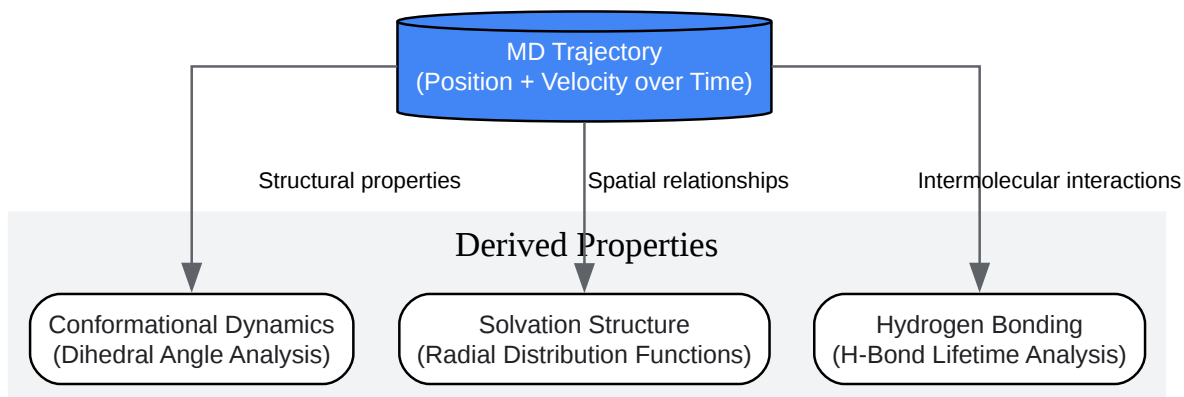 MD Trajectory
(Position + Velocity over Time)
Structural properties
Spatial relationships
Intermolecular interactions
Derived Properties
Conformational Dynamics
(Dihedral Angle Analysis)
Solvation Structure
(Radial Distribution Functions)
Hydrogen Bonding
(H-Bond Lifetime Analysis)